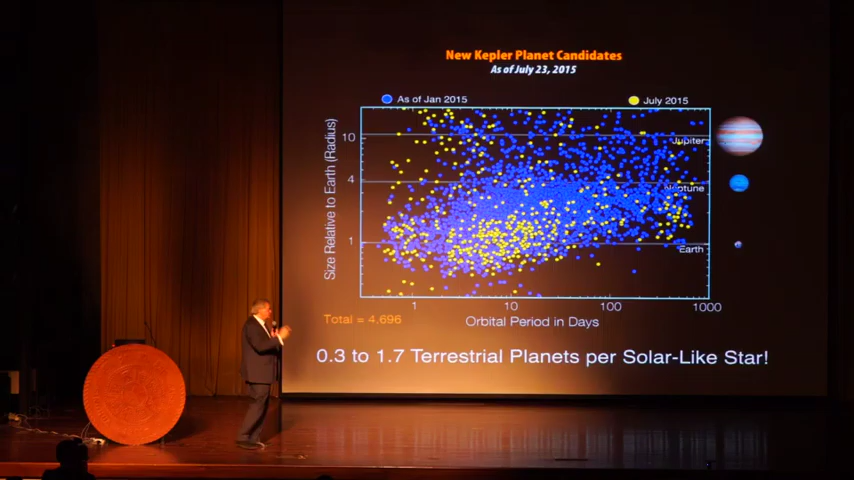 New Kepler Planet Candidates
As of July 23, 2015
As of Jan 2015
July 2015
Size Relative to Earth (Radius)
10
4
1
Jupiter
Neptune
Earth
1
10
100
1000
Total = 4,696
Orbital Period in Days
0.3 to 1.7 Terrestrial Planets per Solar-Like Star!